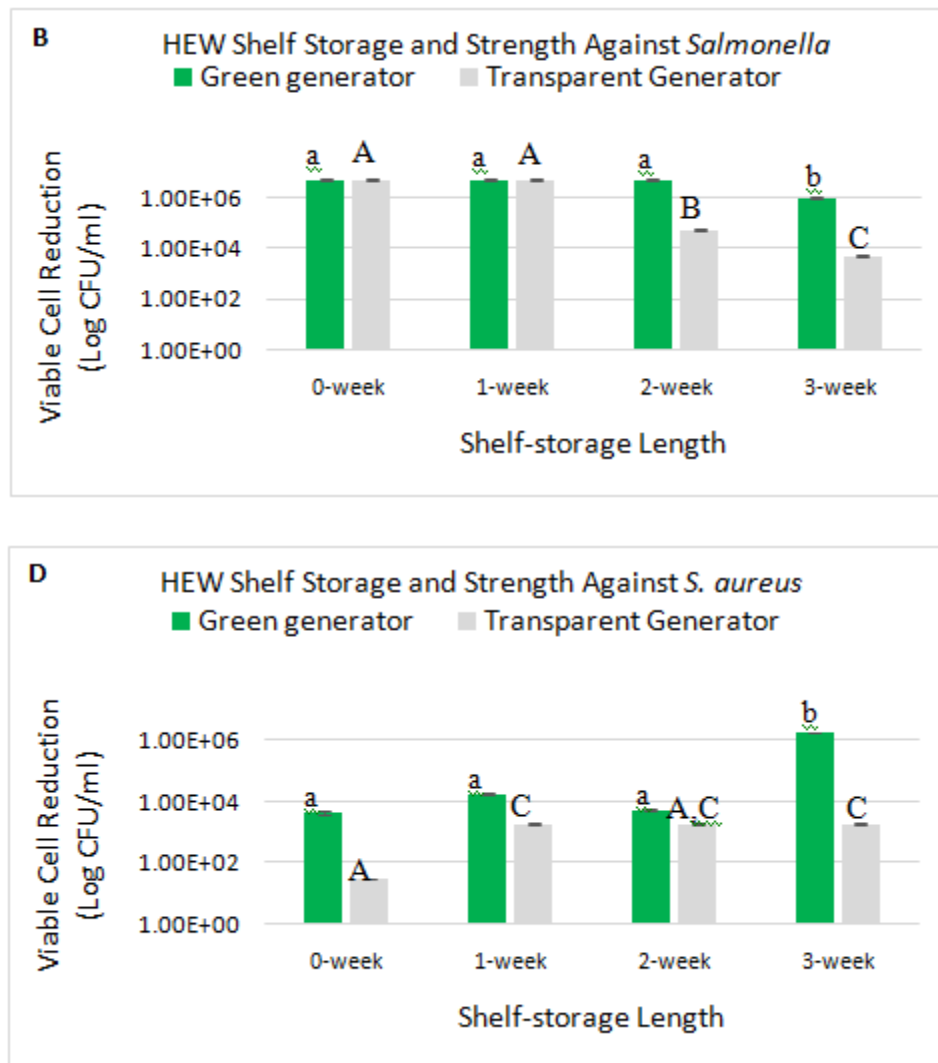 B
HEW Shelf Storage and Strength Against Salmonella
Green generator Transparent Generator
Viable Cell Reduction
(Log CFU/ml)
a A a A a B b C
1.00E+06
1.00E+04
1.00E+02
1.00E+00
0-week 1-week 2-week 3-week
Shelf-storage Length
D
HEW Shelf Storage and Strength Against S. aureus
Green generator Transparent Generator
Viable Cell Reduction
(Log CFU/ml)
a A a C a A,C b C
1.00E+06
1.00E+04
1.00E+02
1.00E+00
0-week 1-week 2-week 3-week
Shelf-storage Length